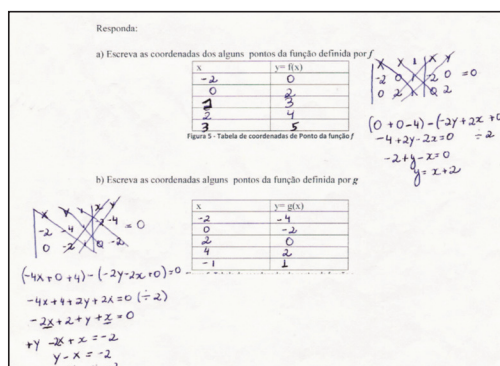 Responda:
a) Escreva as coordenadas dos alguns pontos da função definida por f
x y= f(x)
-2 0
0 2
1 3
2 4
3 5
Figura 5 - Tabela de coordenadas de Ponto da função f
x y 1 x y
-2 0 1 -2 0 = 0
0 2 1 0 2
(0 + 0 - 4) - (-2y + 2x + 0
-4 + 2y - 2x = 0 ÷ 2
-2 + y - x = 0
y = x + 2
b) Escreva as coordenadas alguns pontos da função definida por g
x y= g(x)
-2 -4
0 -2
2 0
4 2
-1 1
x y 1 x y
-2 -4 1 -2 -4 = 0
0 -2 1 0 -2
(-4x + 0 + 4) - (-2y - 2x + 0) = 0
-4x + 4 + 2y + 2x = 0 (÷ 2)
-2x + 2 + y + x = 0
+y -2x + x = -2
y - x = -2